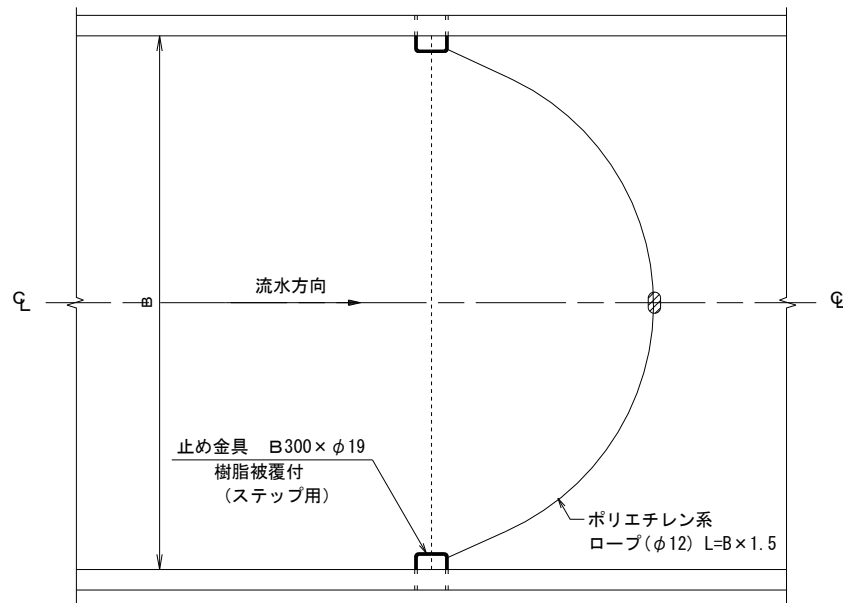 ℄
B
流水方向
℄
止め金具 B300×φ19
樹脂被覆付
(ステップ用)
ポリエチレン系
ロープ(φ12) L=B×1.5